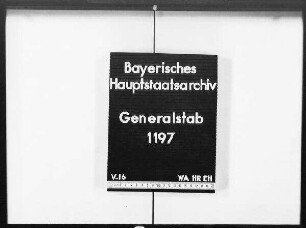 Bayerisches
Hauptstaatsarchiv
Generalstab
1197
V-16 WA HR EH